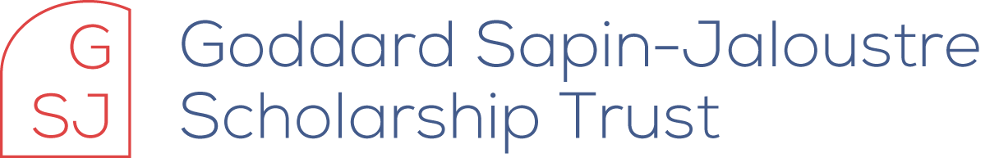 G
SJ
Goddard Sapin-Jaloustre
Scholarship Trust